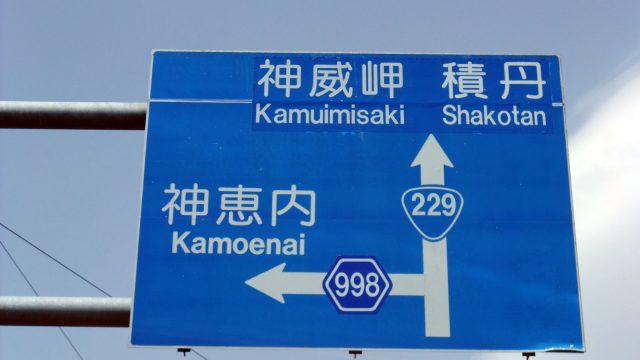 神威岬 積丹
Kamuimisaki Shakotan
229
神恵内
Kamoenai
998